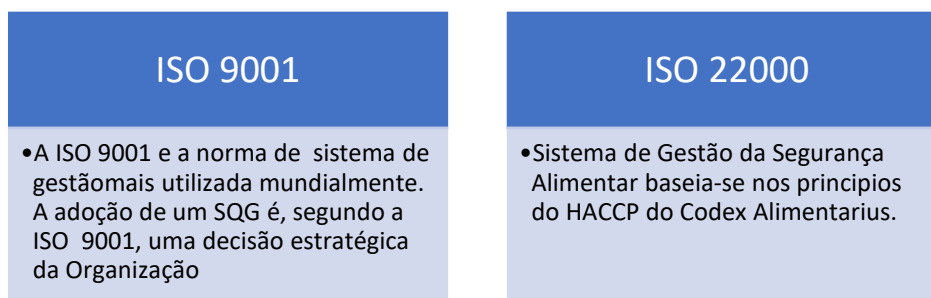 ISO 9001
•A ISO 9001 e a norma de sistema de
gestãomais utilizada mundialmente.
A adoção de um SQG é, segundo a
ISO 9001, uma decisão estratégica
da Organização
ISO 22000
•Sistema de Gestão da Segurança
Alimentar baseia-se nos principios
do HACCP do Codex Alimentarius.